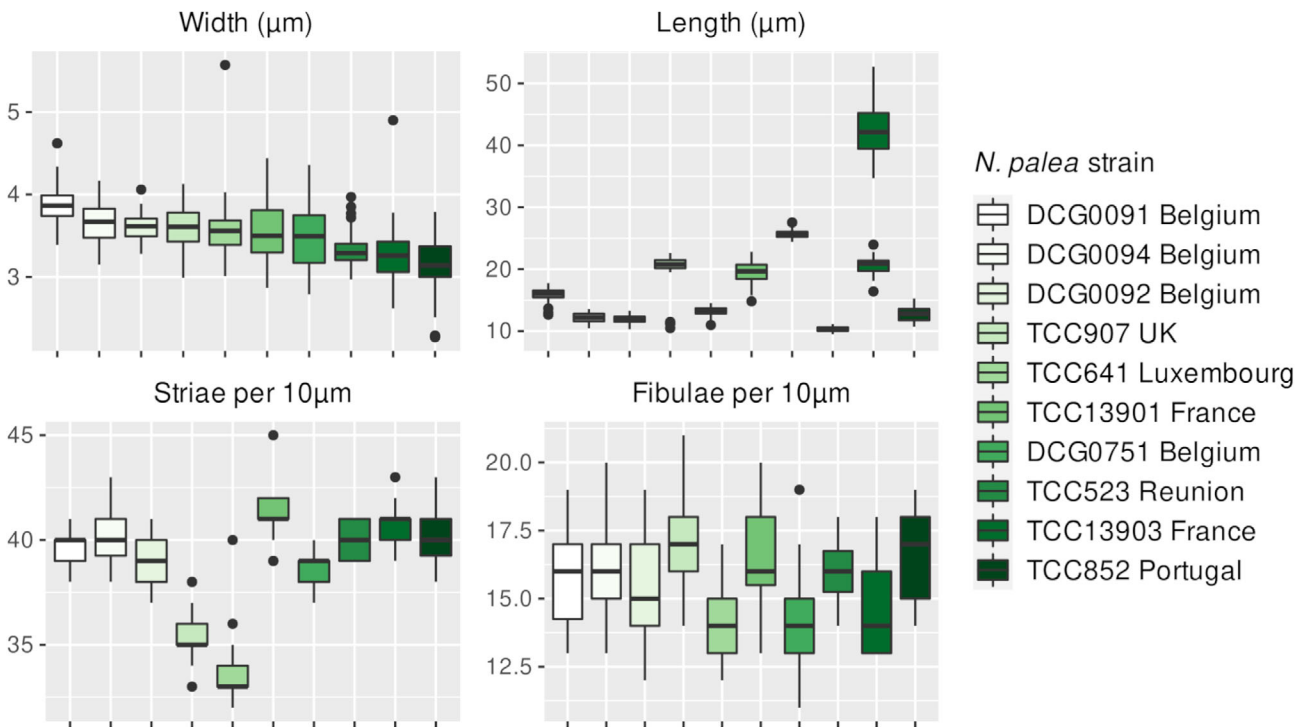 Width (µm)
5
4
3
Length (µm)
50
40
30
20
10
Striae per 10µm
45
40
35
Fibulae per 10µm
20.0
17.5
15.0
12.5
N. palea strain
DCG0091 Belgium
DCG0094 Belgium
DCG0092 Belgium
TCC907 UK
TCC641 Luxembourg
TCC13901 France
DCG0751 Belgium
TCC523 Reunion
TCC13903 France
TCC852 Portugal